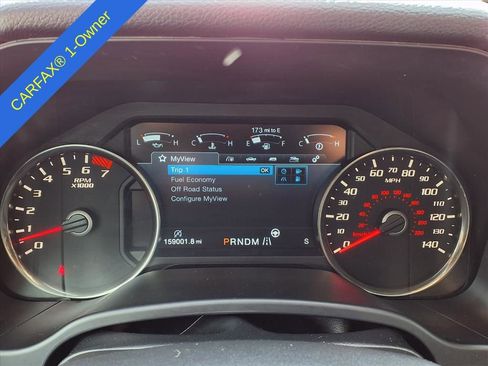 CARFAX® 1-Owner
173 mi to E
L H C H E F L H
MyView
Trip 1 OK
Fuel Economy
Off Road Status
Configure MyView
0 1 2 3 4 5 6 7
RPM
x1000
0 20 40 60 80 100 120 140
MPH
km/h
159001.8 mi
PRNDM
S